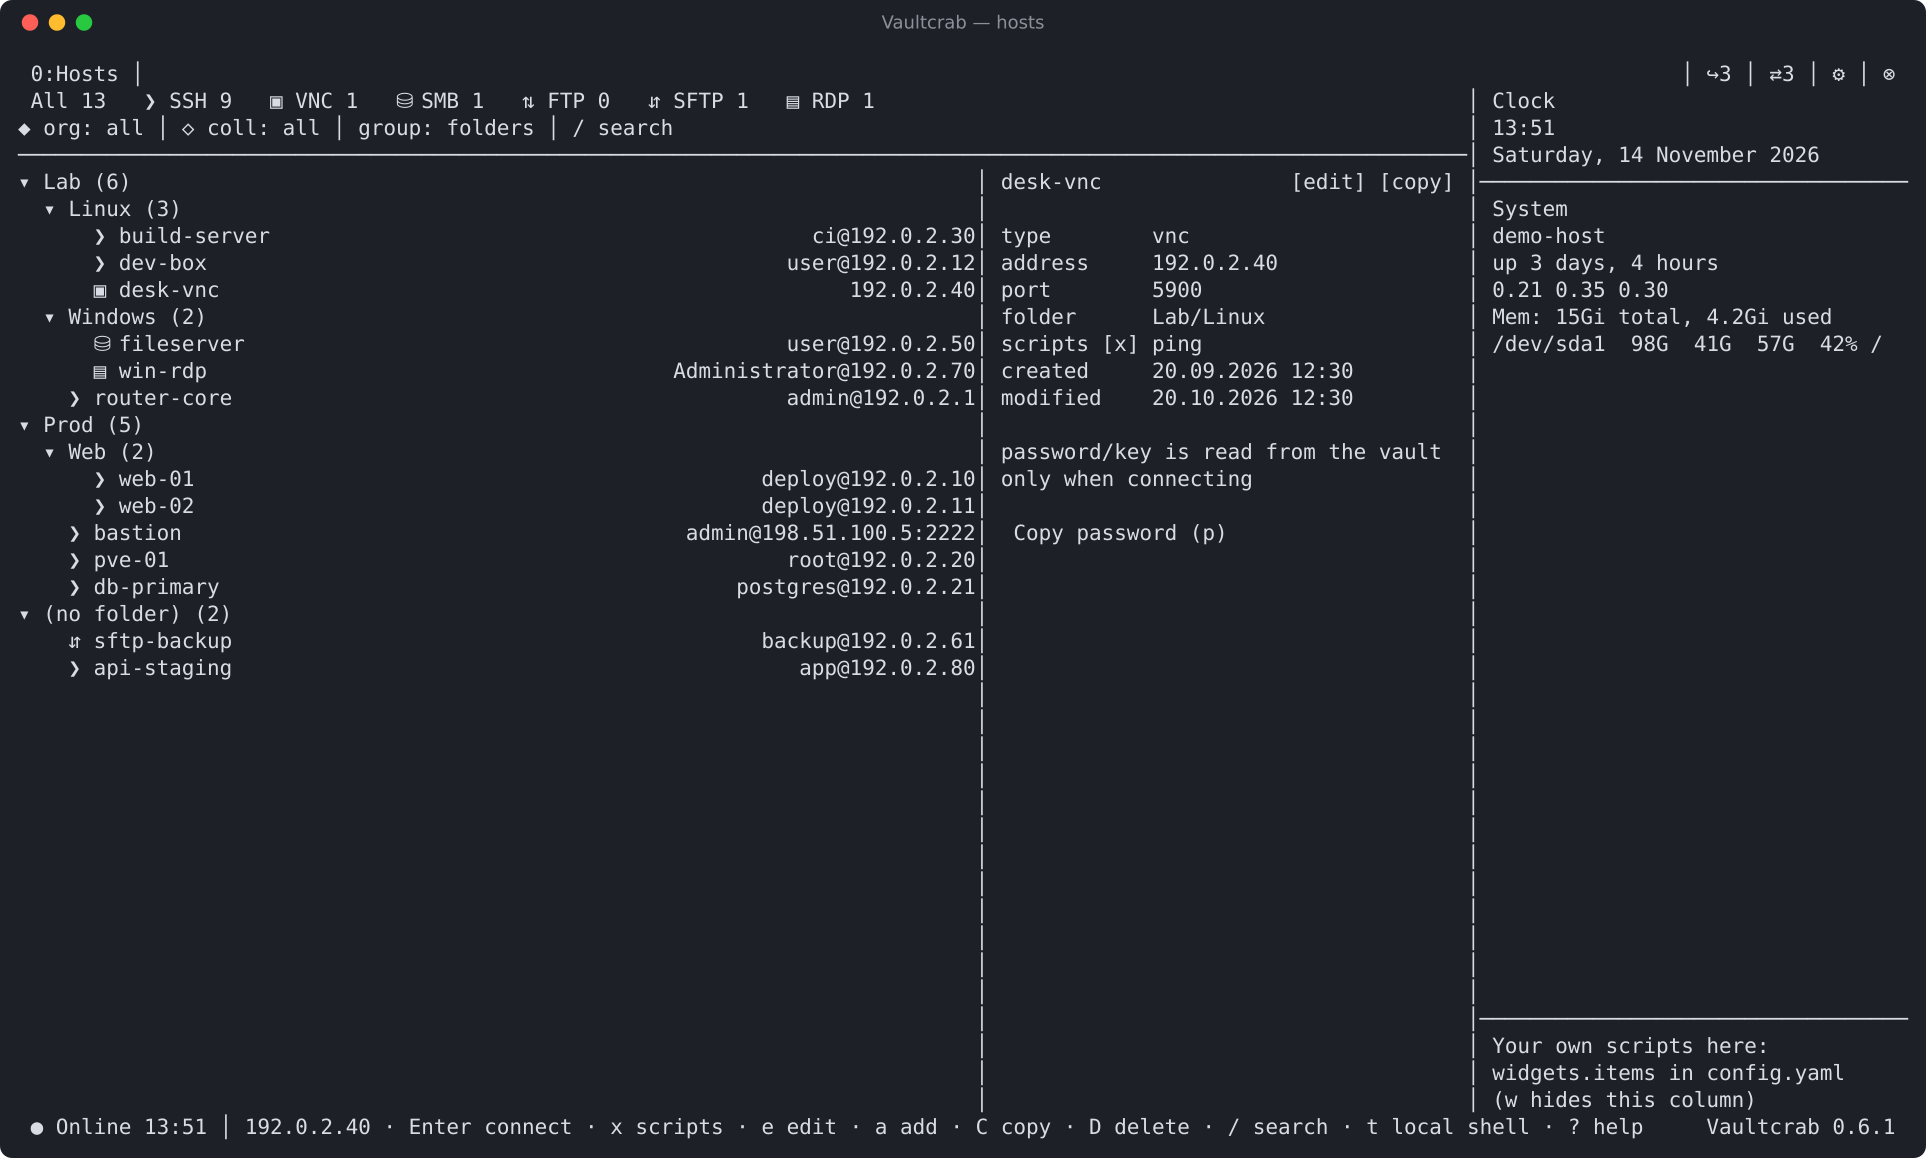 Vaultcrab — hosts
0:Hosts │ │ ↪3 │ ⇄3 │ ⚙ │ ⊗
All 13 ❯ SSH 9 ▣ VNC 1 ⛁ SMB 1 ⇅ FTP 0 ⇵ SFTP 1 ▤ RDP 1
◆ org: all │ ◇ coll: all │ group: folders │ / search
▾ Lab (6)
▾ Linux (3)
❯ build-server ci@192.0.2.30
❯ dev-box user@192.0.2.12
▣ desk-vnc 192.0.2.40
▾ Windows (2)
⛁ fileserver user@192.0.2.50
▤ win-rdp Administrator@192.0.2.70
❯ router-core admin@192.0.2.1
▾ Prod (5)
▾ Web (2)
❯ web-01 deploy@192.0.2.10
❯ web-02 deploy@192.0.2.11
❯ bastion admin@198.51.100.5:2222
❯ pve-01 root@192.0.2.20
❯ db-primary postgres@192.0.2.21
▾ (no folder) (2)
⇵ sftp-backup backup@192.0.2.61
❯ api-staging app@192.0.2.80
desk-vnc [edit] [copy]
type vnc
address 192.0.2.40
port 5900
folder Lab/Linux
scripts [x] ping
created 20.09.2026 12:30
modified 20.10.2026 12:30
password/key is read from the vault
only when connecting
Copy password (p)
Clock
13:51
Saturday, 14 November 2026
System
demo-host
up 3 days, 4 hours
0.21 0.35 0.30
Mem: 15Gi total, 4.2Gi used
/dev/sda1 98G 41G 57G 42% /
Your own scripts here:
widgets.items in config.yaml
(w hides this column)
● Online 13:51 │ 192.0.2.40 · Enter connect · x scripts · e edit · a add · C copy · D delete · / search · t local shell · ? help Vaultcrab 0.6.1